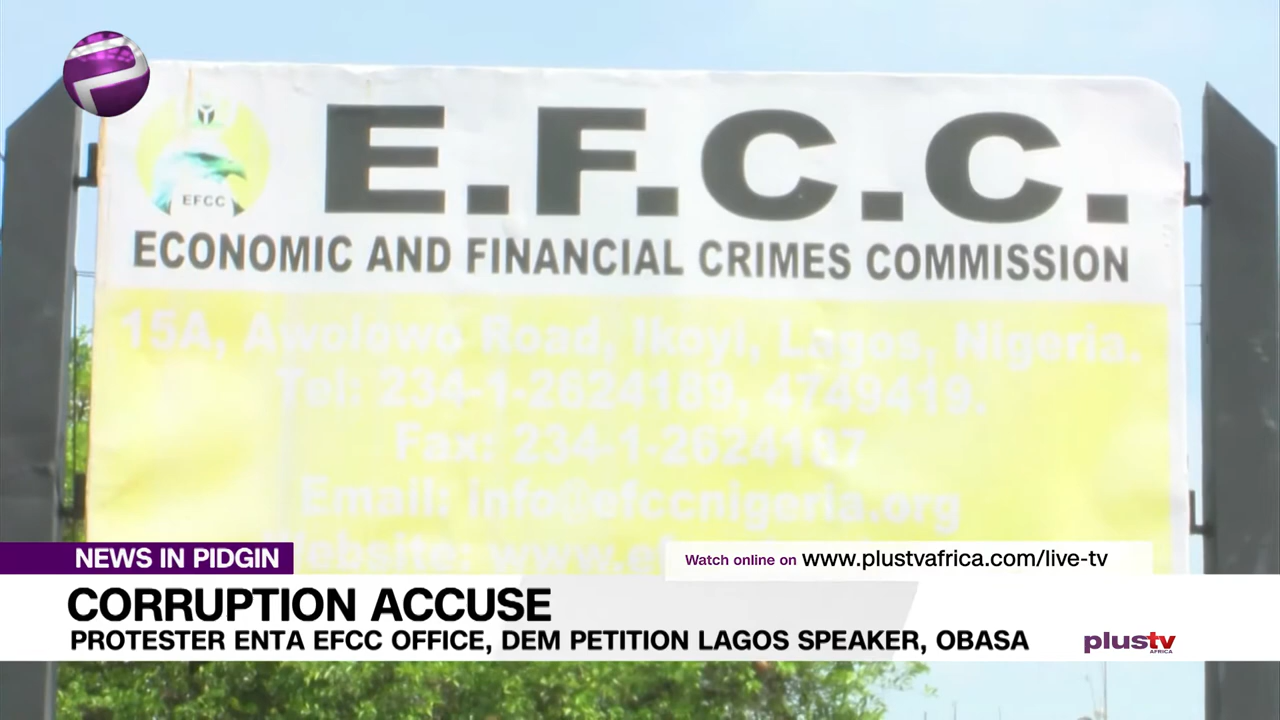 E.F.C.C.
EFCC
ECONOMIC AND FINANCIAL CRIMES COMMISSION
15A, Awolowo Road, Ikoyi, Lagos, Nigeria.
Tel: 234-1-2624189, 4749419.
Fax: 234-1-2624187
Email: info@efccnigeria.org
Website: www.
NEWS IN PIDGIN
Watch online on www.plustvafrica.com/live-tv
CORRUPTION ACCUSE
PROTESTER ENTA EFCC OFFICE, DEM PETITION LAGOS SPEAKER, OBASA
plustv
AFRICA